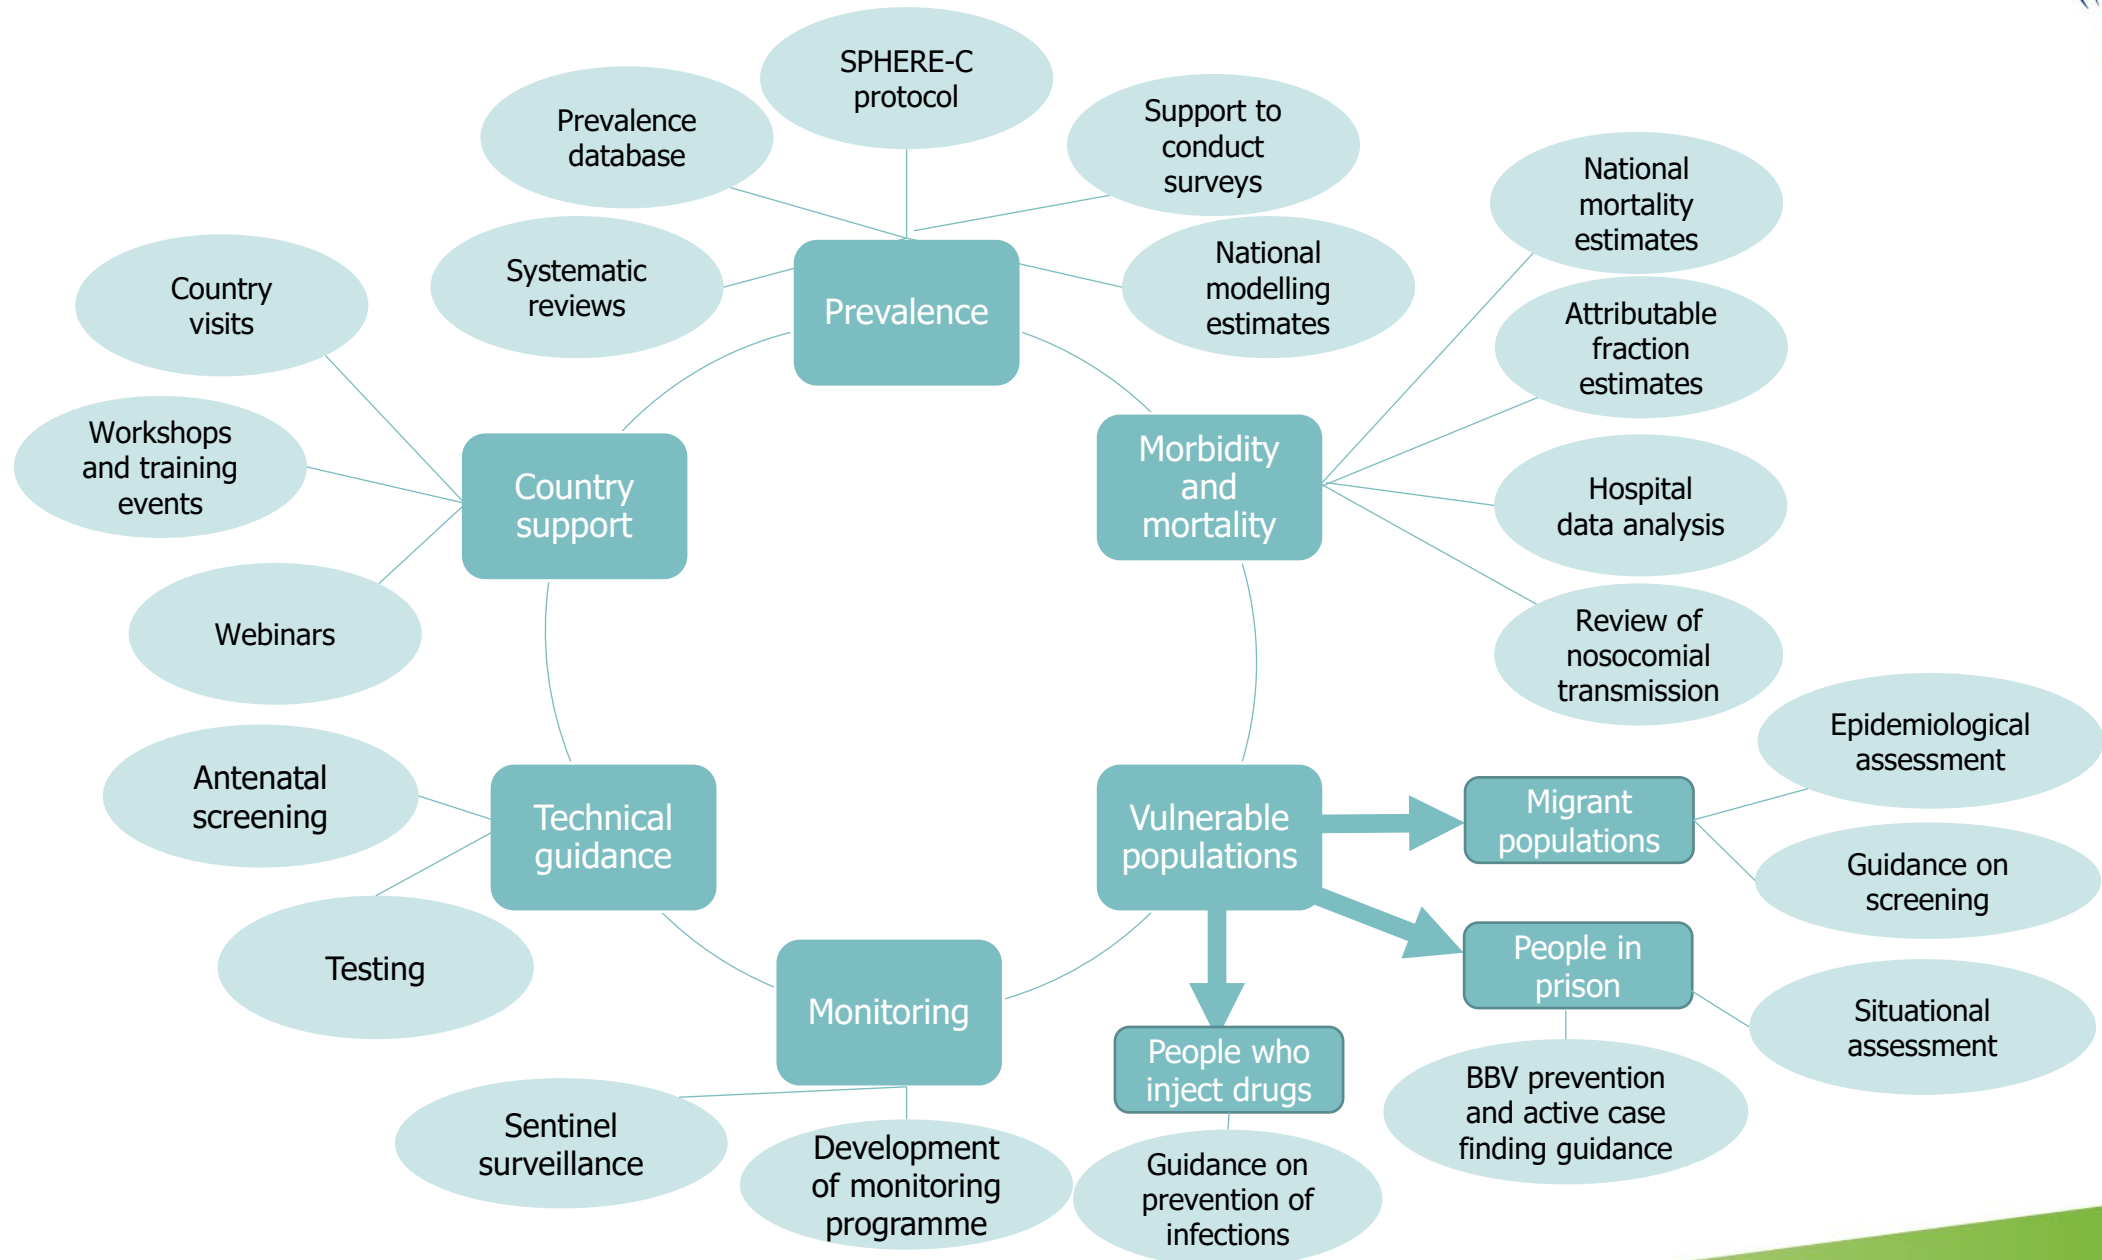 SPHERE-C
protocol
Prevalence
database
Support to
conduct
surveys
Systematic
reviews
National
modelling
estimates
Prevalence
National
mortality
estimates
Attributable
fraction
estimates
Hospital
data analysis
Review of
nosocomial
transmission
Morbidity
and
mortality
Country
visits
Workshops
and training
events
Webinars
Country
support
Antenatal
screening
Testing
Technical
guidance
Vulnerable
populations
Migrant
populations
Epidemiological
assessment
Guidance on
screening
People in
prison
Situational
assessment
BBV prevention
and active case
finding guidance
People who
inject drugs
Guidance on
prevention of
infections
Monitoring
Sentinel
surveillance
Development
of monitoring
programme